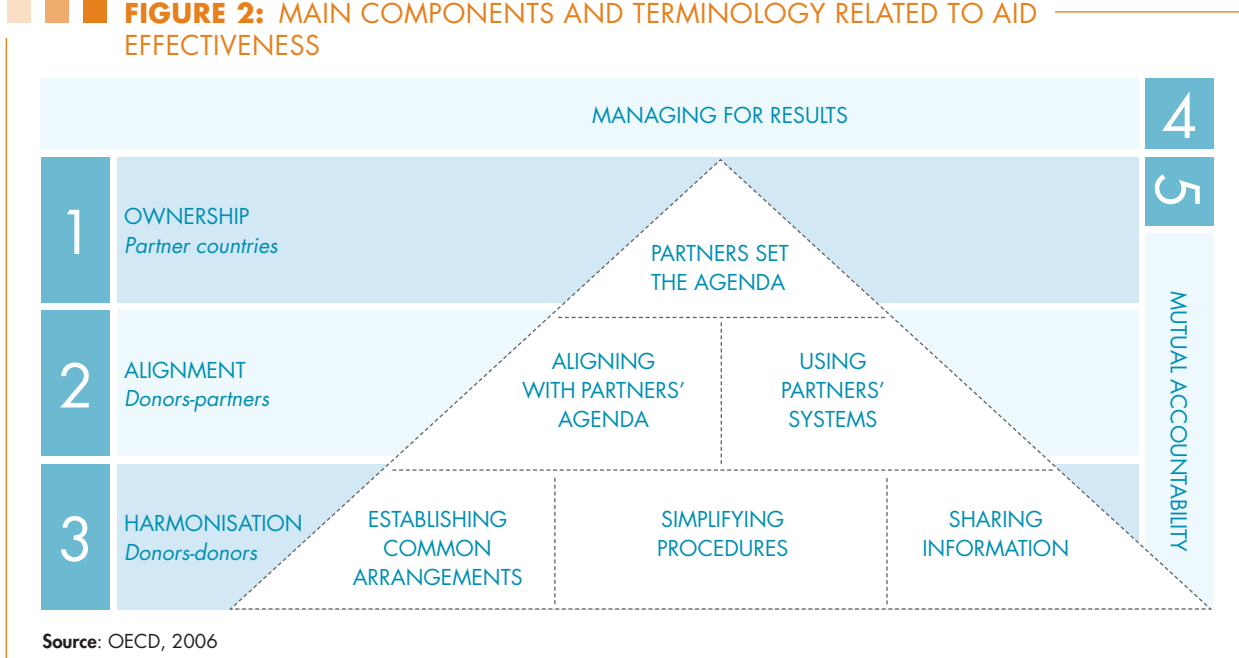 FIGURE 2: MAIN COMPONENTS AND TERMINOLOGY RELATED TO AID
EFFECTIVENESS
MANAGING FOR RESULTS
4
1
OWNERSHIP
Partner countries
PARTNERS SET
THE AGENDA
5
MUTUAL ACCOUNTABILITY
2
ALIGNMENT
Donors-partners
ALIGNING
WITH PARTNERS’
AGENDA
USING
PARTNERS’
SYSTEMS
3
HARMONISATION
Donors-donors
ESTABLISHING
COMMON
ARRANGEMENTS
SIMPLIFYING
PROCEDURES
SHARING
INFORMATION
Source: OECD, 2006